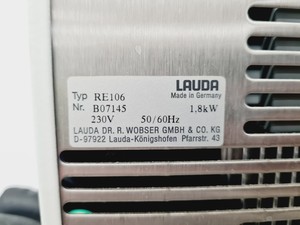 LAUDA
Made in Germany
Typ RE106
Nr. B07145 1,8kW
230V 50/60Hz
LAUDA DR. R. WOBSER GMBH & CO. KG
D-97922 Lauda-Königshofen Pfarrstr. 43